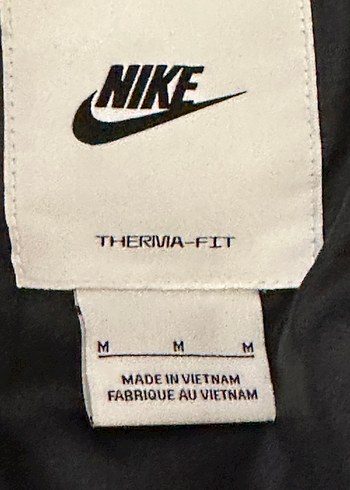 NIKE
THERMA-FIT
M M M
MADE IN VIETNAM
FABRIQUE AU VIETNAM